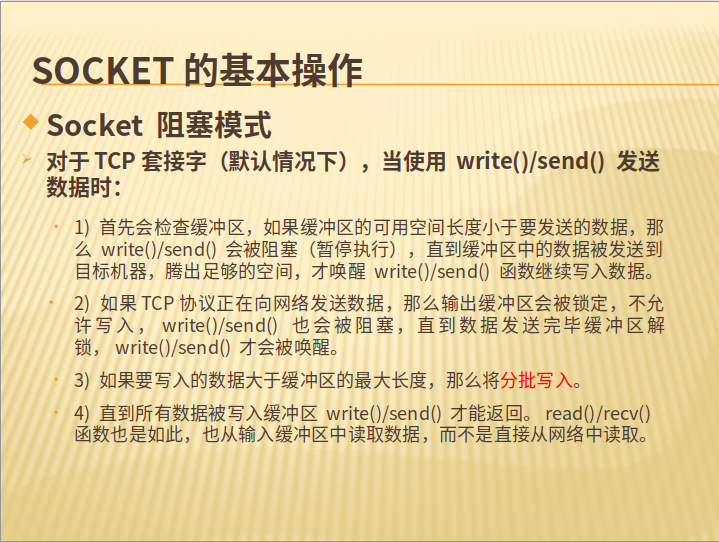 SOCKET 的基本操作
Socket 阻塞模式
对于 TCP 套接字（默认情况下），当使用 write()/send() 发送
数据时：
1) 首先会检查缓冲区，如果缓冲区的可用空间长度小于要发送的数据，那
么 write()/send() 会被阻塞（暂停执行），直到缓冲区中的数据被发送到
目标机器，腾出足够的空间，才唤醒 write()/send() 函数继续写入数据。
2) 如果 TCP 协议正在向网络发送数据，那么输出缓冲区会被锁定，不允
许写入， write()/send() 也会被阻塞，直到数据发送完毕缓冲区解
锁， write()/send() 才会被唤醒。
3) 如果要写入的数据大于缓冲区的最大长度，那么将分批写入。
4) 直到所有数据被写入缓冲区 write()/send() 才能返回。 read()/recv()
函数也是如此，也从输入缓冲区中读取数据，而不是直接从网络中读取。